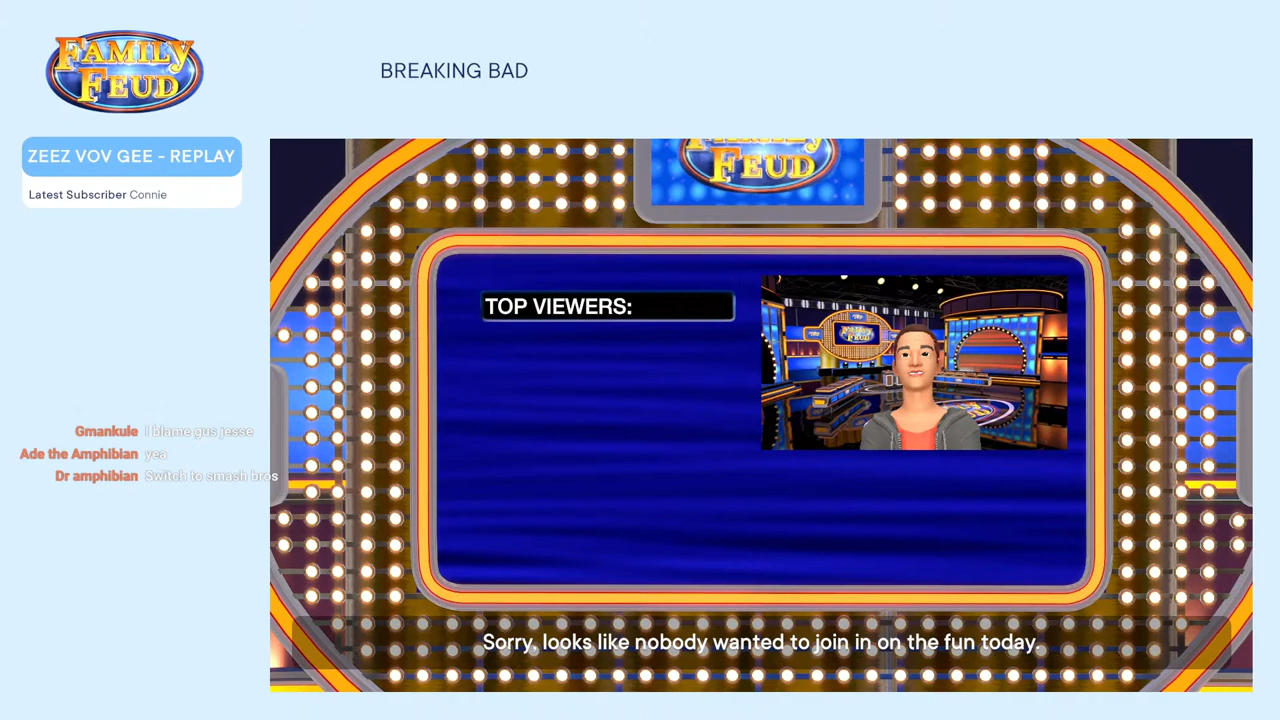 FAMILY
FEUD
BREAKING BAD
ZEEZ VOV GEE - REPLAY
Latest Subscriber Connie
FEUD
TOP VIEWERS:
Gmankule I blame gus jesse
Ade the Amphibian yea
Dr amphibian Switch to smash bros
Sorry, looks like nobody wanted to join in on the fun today.